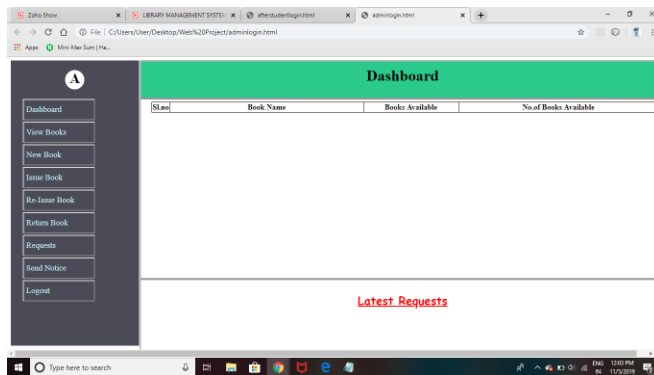 Zoho Show
LIBRARY MANAGEMENT SYSTEM
afterstudentlogin.html
adminlogin.html
File | C:/Users/User/Desktop/Web%20Project/adminlogin.html
Apps Mini-Max Sum | Ha...
A
Dashboard
Dashboard
View Books
New Book
Issue Book
Re-Issue Book
Return Book
Requests
Send Notice
Logout
Sl.no Book Name Books Available No.of Books Available
Latest Requests
Type here to search
ENG 12:03 PM
IN 11/5/2019